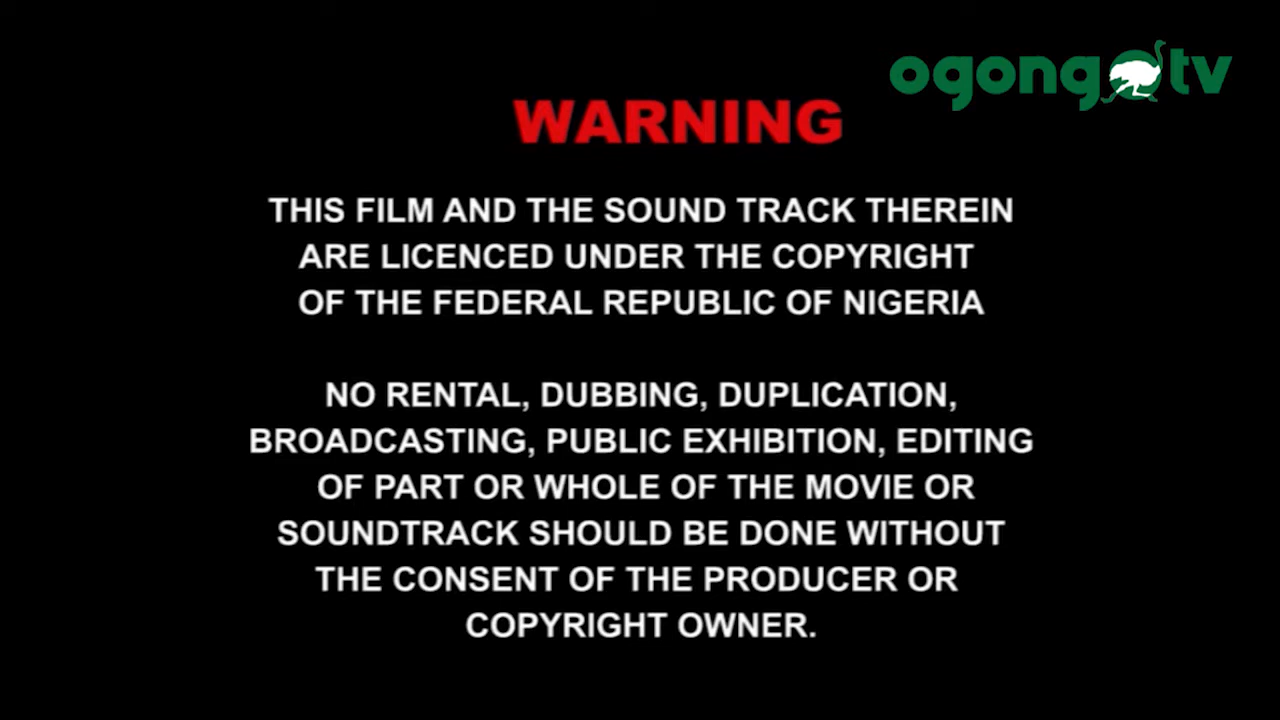 ogongo tv
WARNING
THIS FILM AND THE SOUND TRACK THEREIN
ARE LICENCED UNDER THE COPYRIGHT
OF THE FEDERAL REPUBLIC OF NIGERIA
NO RENTAL, DUBBING, DUPLICATION,
BROADCASTING, PUBLIC EXHIBITION, EDITING
OF PART OR WHOLE OF THE MOVIE OR
SOUNDTRACK SHOULD BE DONE WITHOUT
THE CONSENT OF THE PRODUCER OR
COPYRIGHT OWNER.